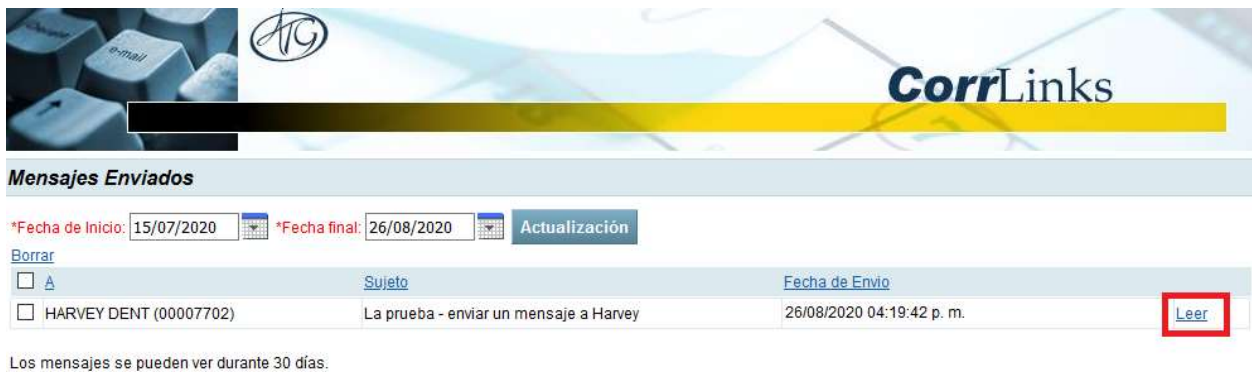 e-mail
ATG
CorrLinks
Mensajes Enviados
*Fecha de Inicio: 15/07/2020 *Fecha final: 26/08/2020 Actualización
Borrar
A Sujeto Fecha de Envio
HARVEY DENT (00007702) La prueba - enviar un mensaje a Harvey 26/08/2020 04:19:42 p. m. Leer
Los mensajes se pueden ver durante 30 días.